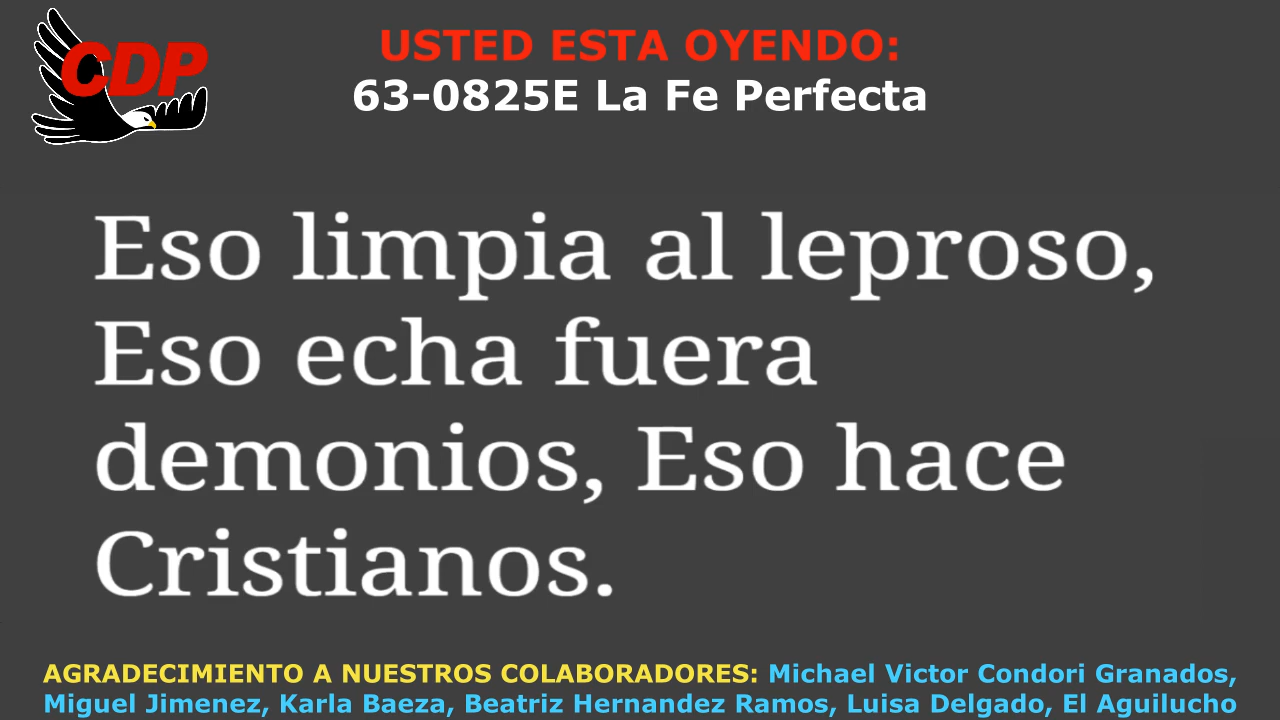 CDP
USTED ESTA OYENDO:
63-0825E La Fe Perfecta
Eso limpia al leproso,
Eso echa fuera
demonios, Eso hace
Cristianos.
AGRADECIMIENTO A NUESTROS COLABORADORES: Michael Victor Condori Granados,
Miguel Jimenez, Karla Baeza, Beatriz Hernandez Ramos, Luisa Delgado, El Aguilucho